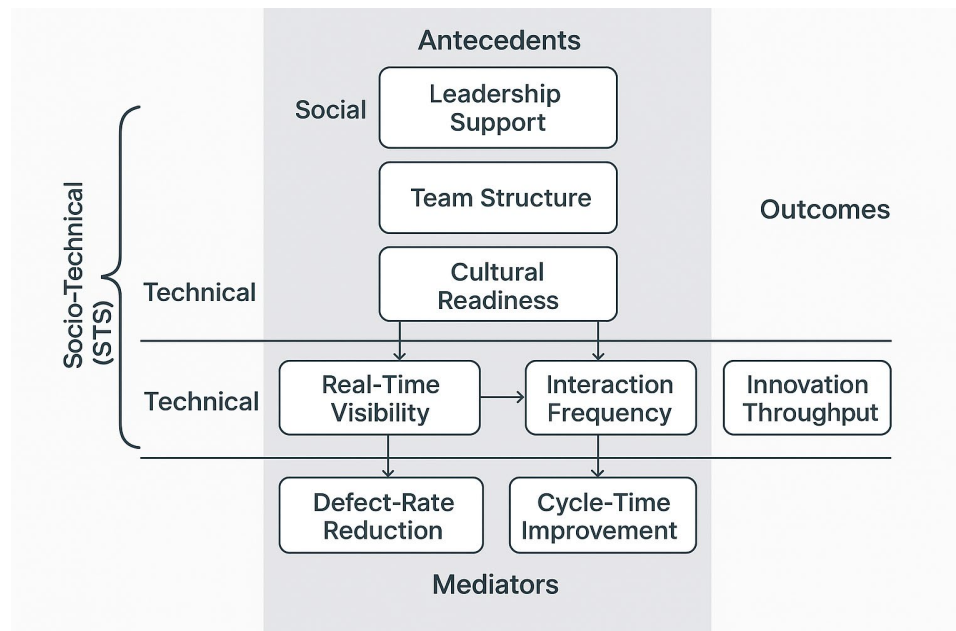 Antecedents
Social
Leadership
Support
Team Structure
Outcomes
Cultural
Readiness
Technical
Socio-Technical
(STS)
Technical
Real-Time
Visibility
Interaction
Frequency
Innovation
Throughput
Defect-Rate
Reduction
Cycle-Time
Improvement
Mediators